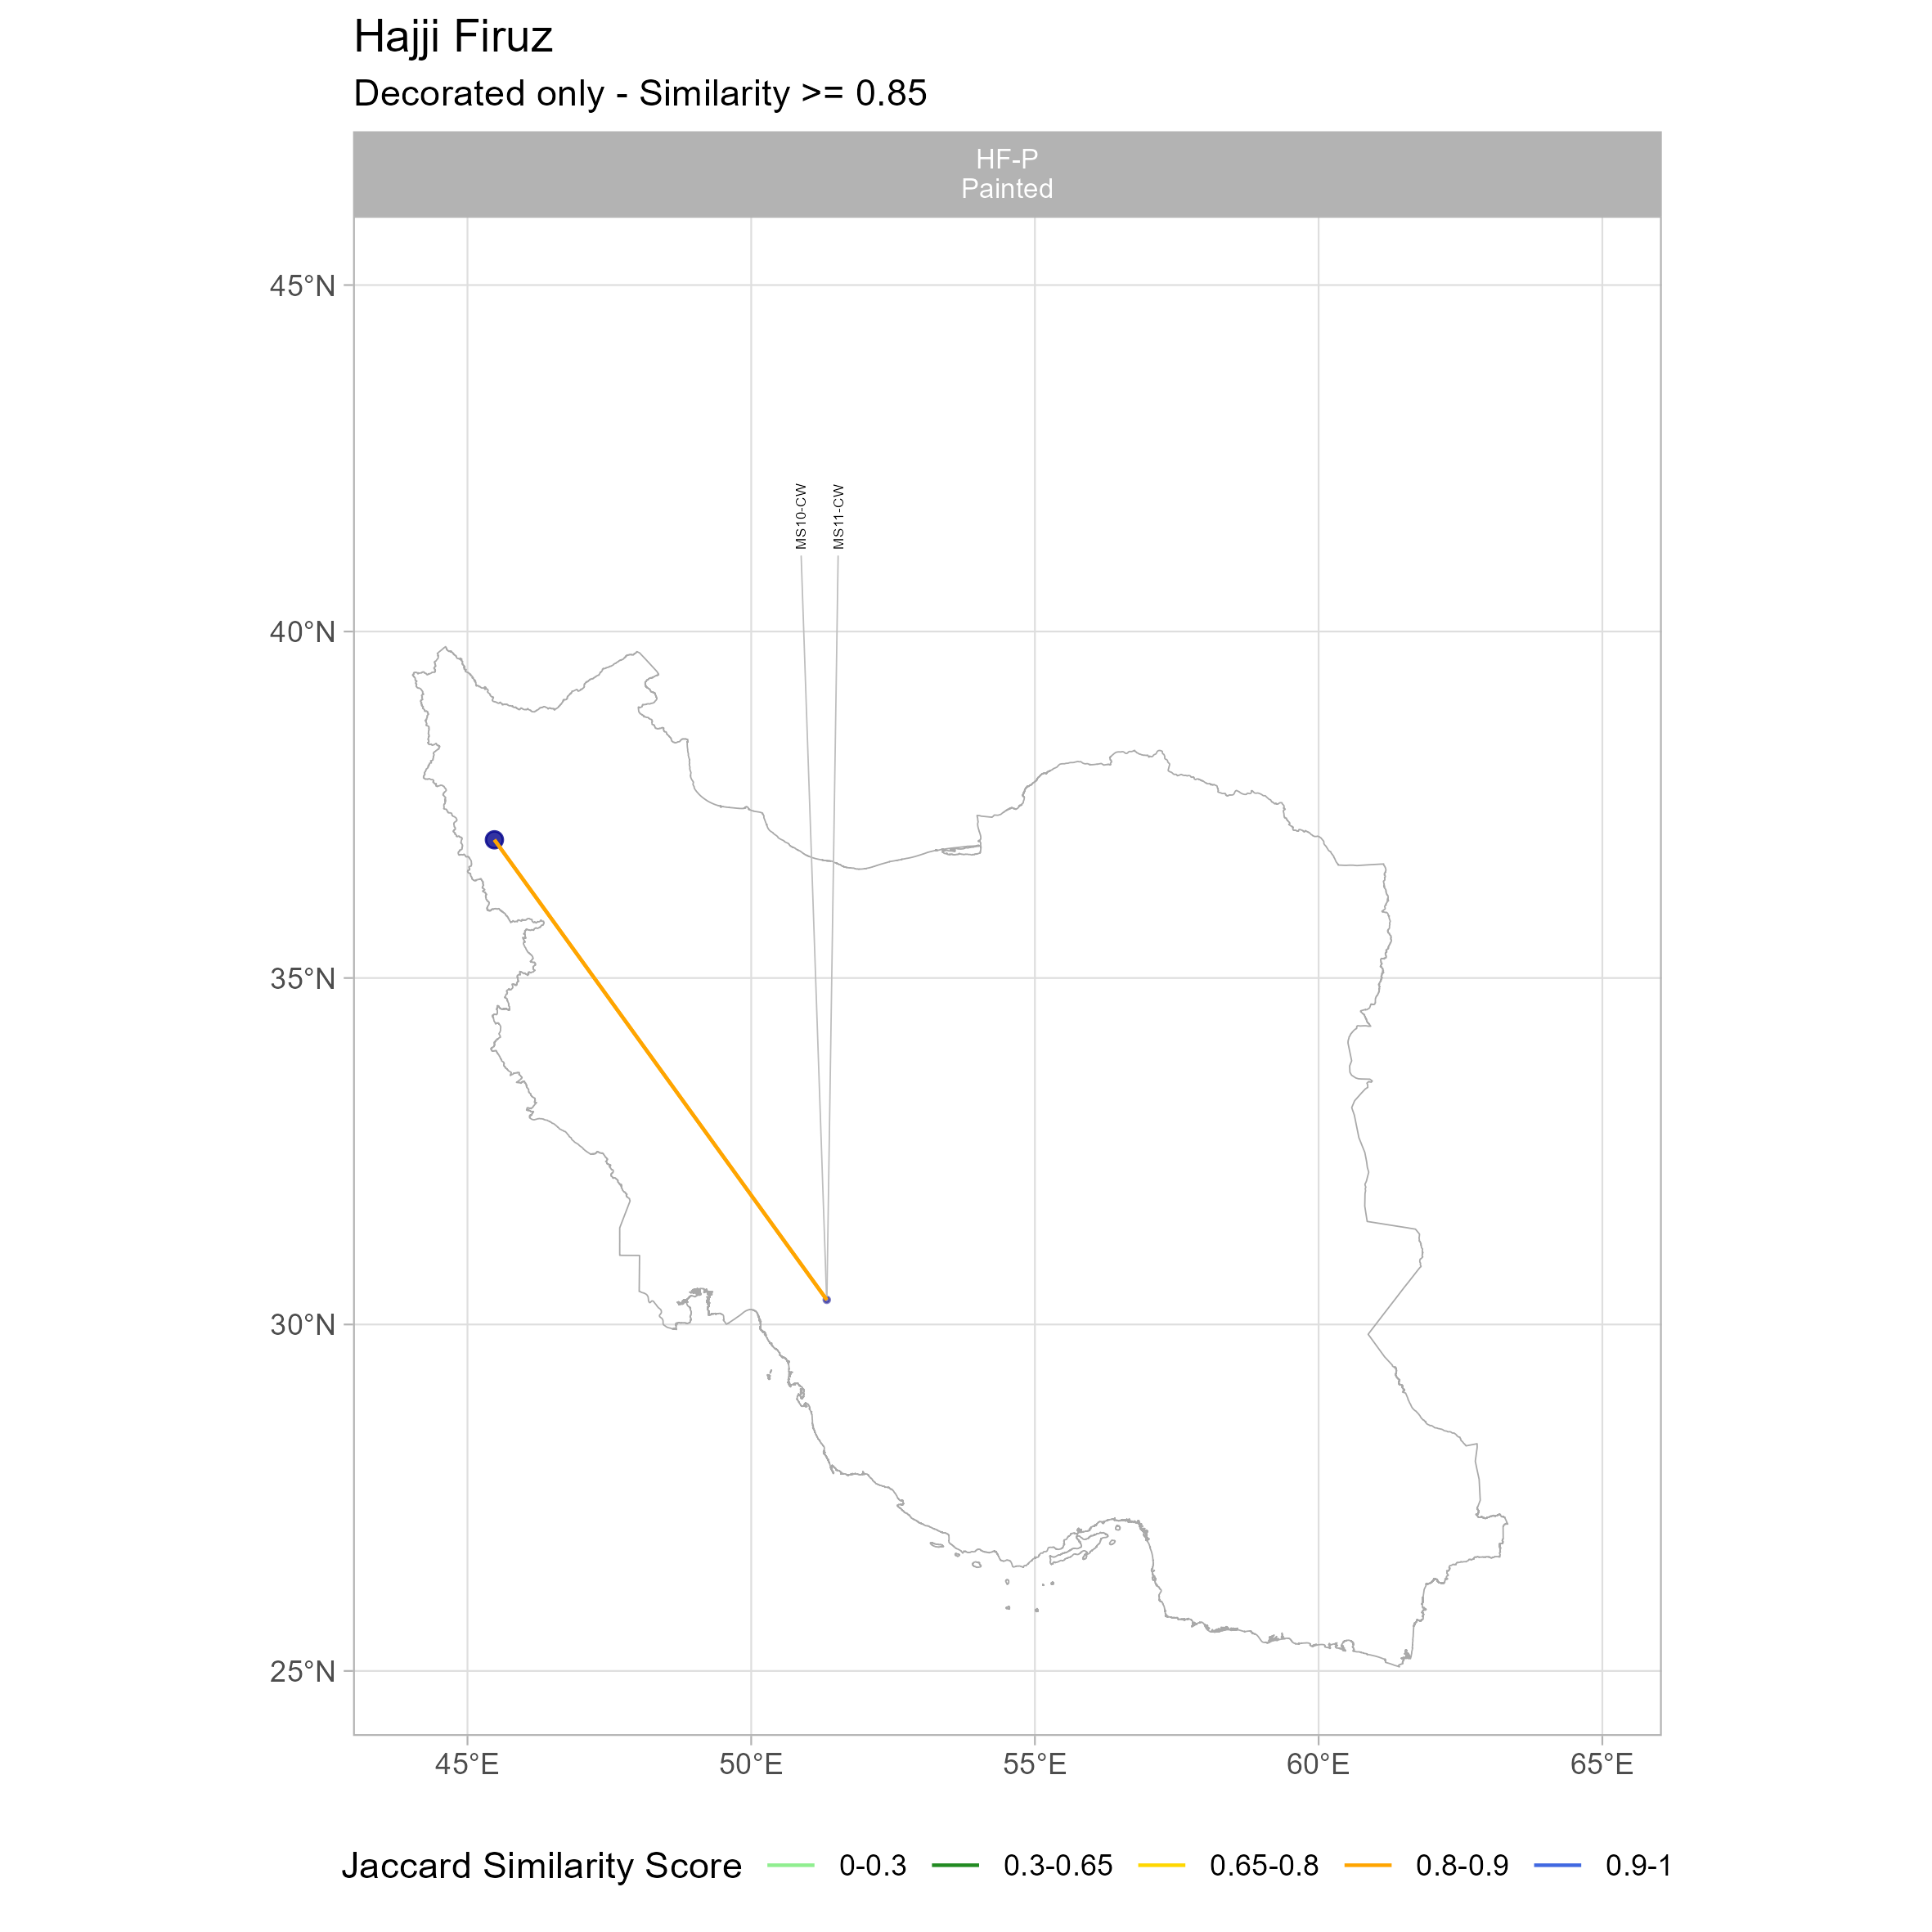 Hajji Firuz
Decorated only - Similarity >= 0.85
HF-P
Painted
45°N
MS10-CW
MS11-CW
40°N
35°N
30°N
25°N
45°E 50°E 55°E 60°E 65°E
Jaccard Similarity Score 0-0.3 0.3-0.65 0.65-0.8 0.8-0.9 0.9-1